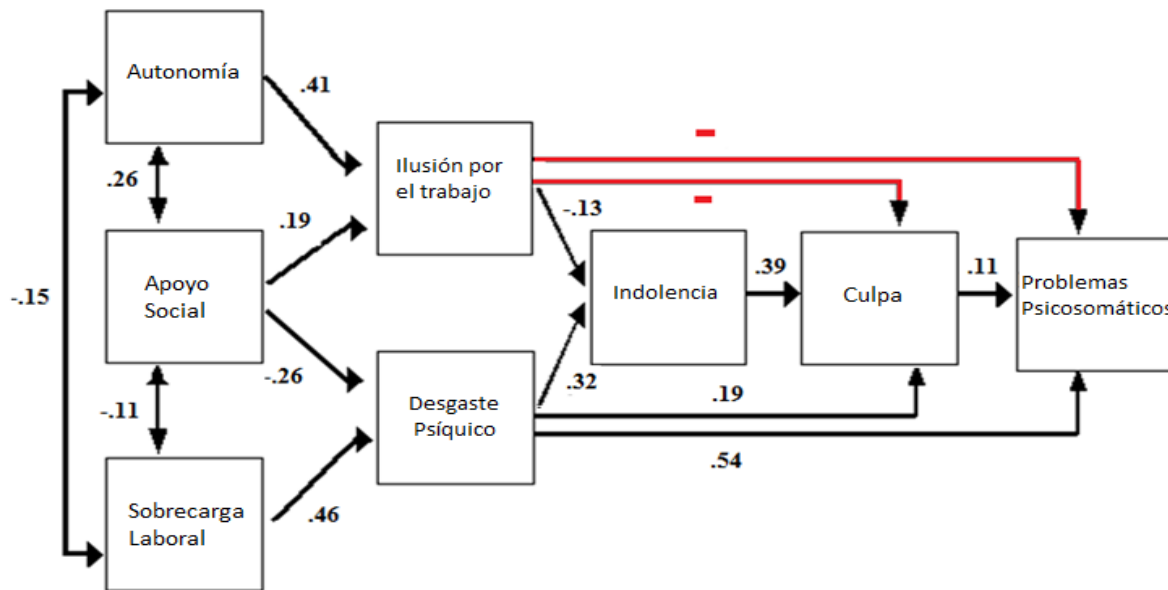 Autonomía
.41
-
Ilusión por
el trabajo
-
.26
.19
-.13
Apoyo
Social
-.15
Indolencia
.39
Culpa
.11
Problemas
Psicosomáticos
-.26
.32
-.11
Desgaste
Psíquico
.19
.54
Sobrecarga
Laboral
.46